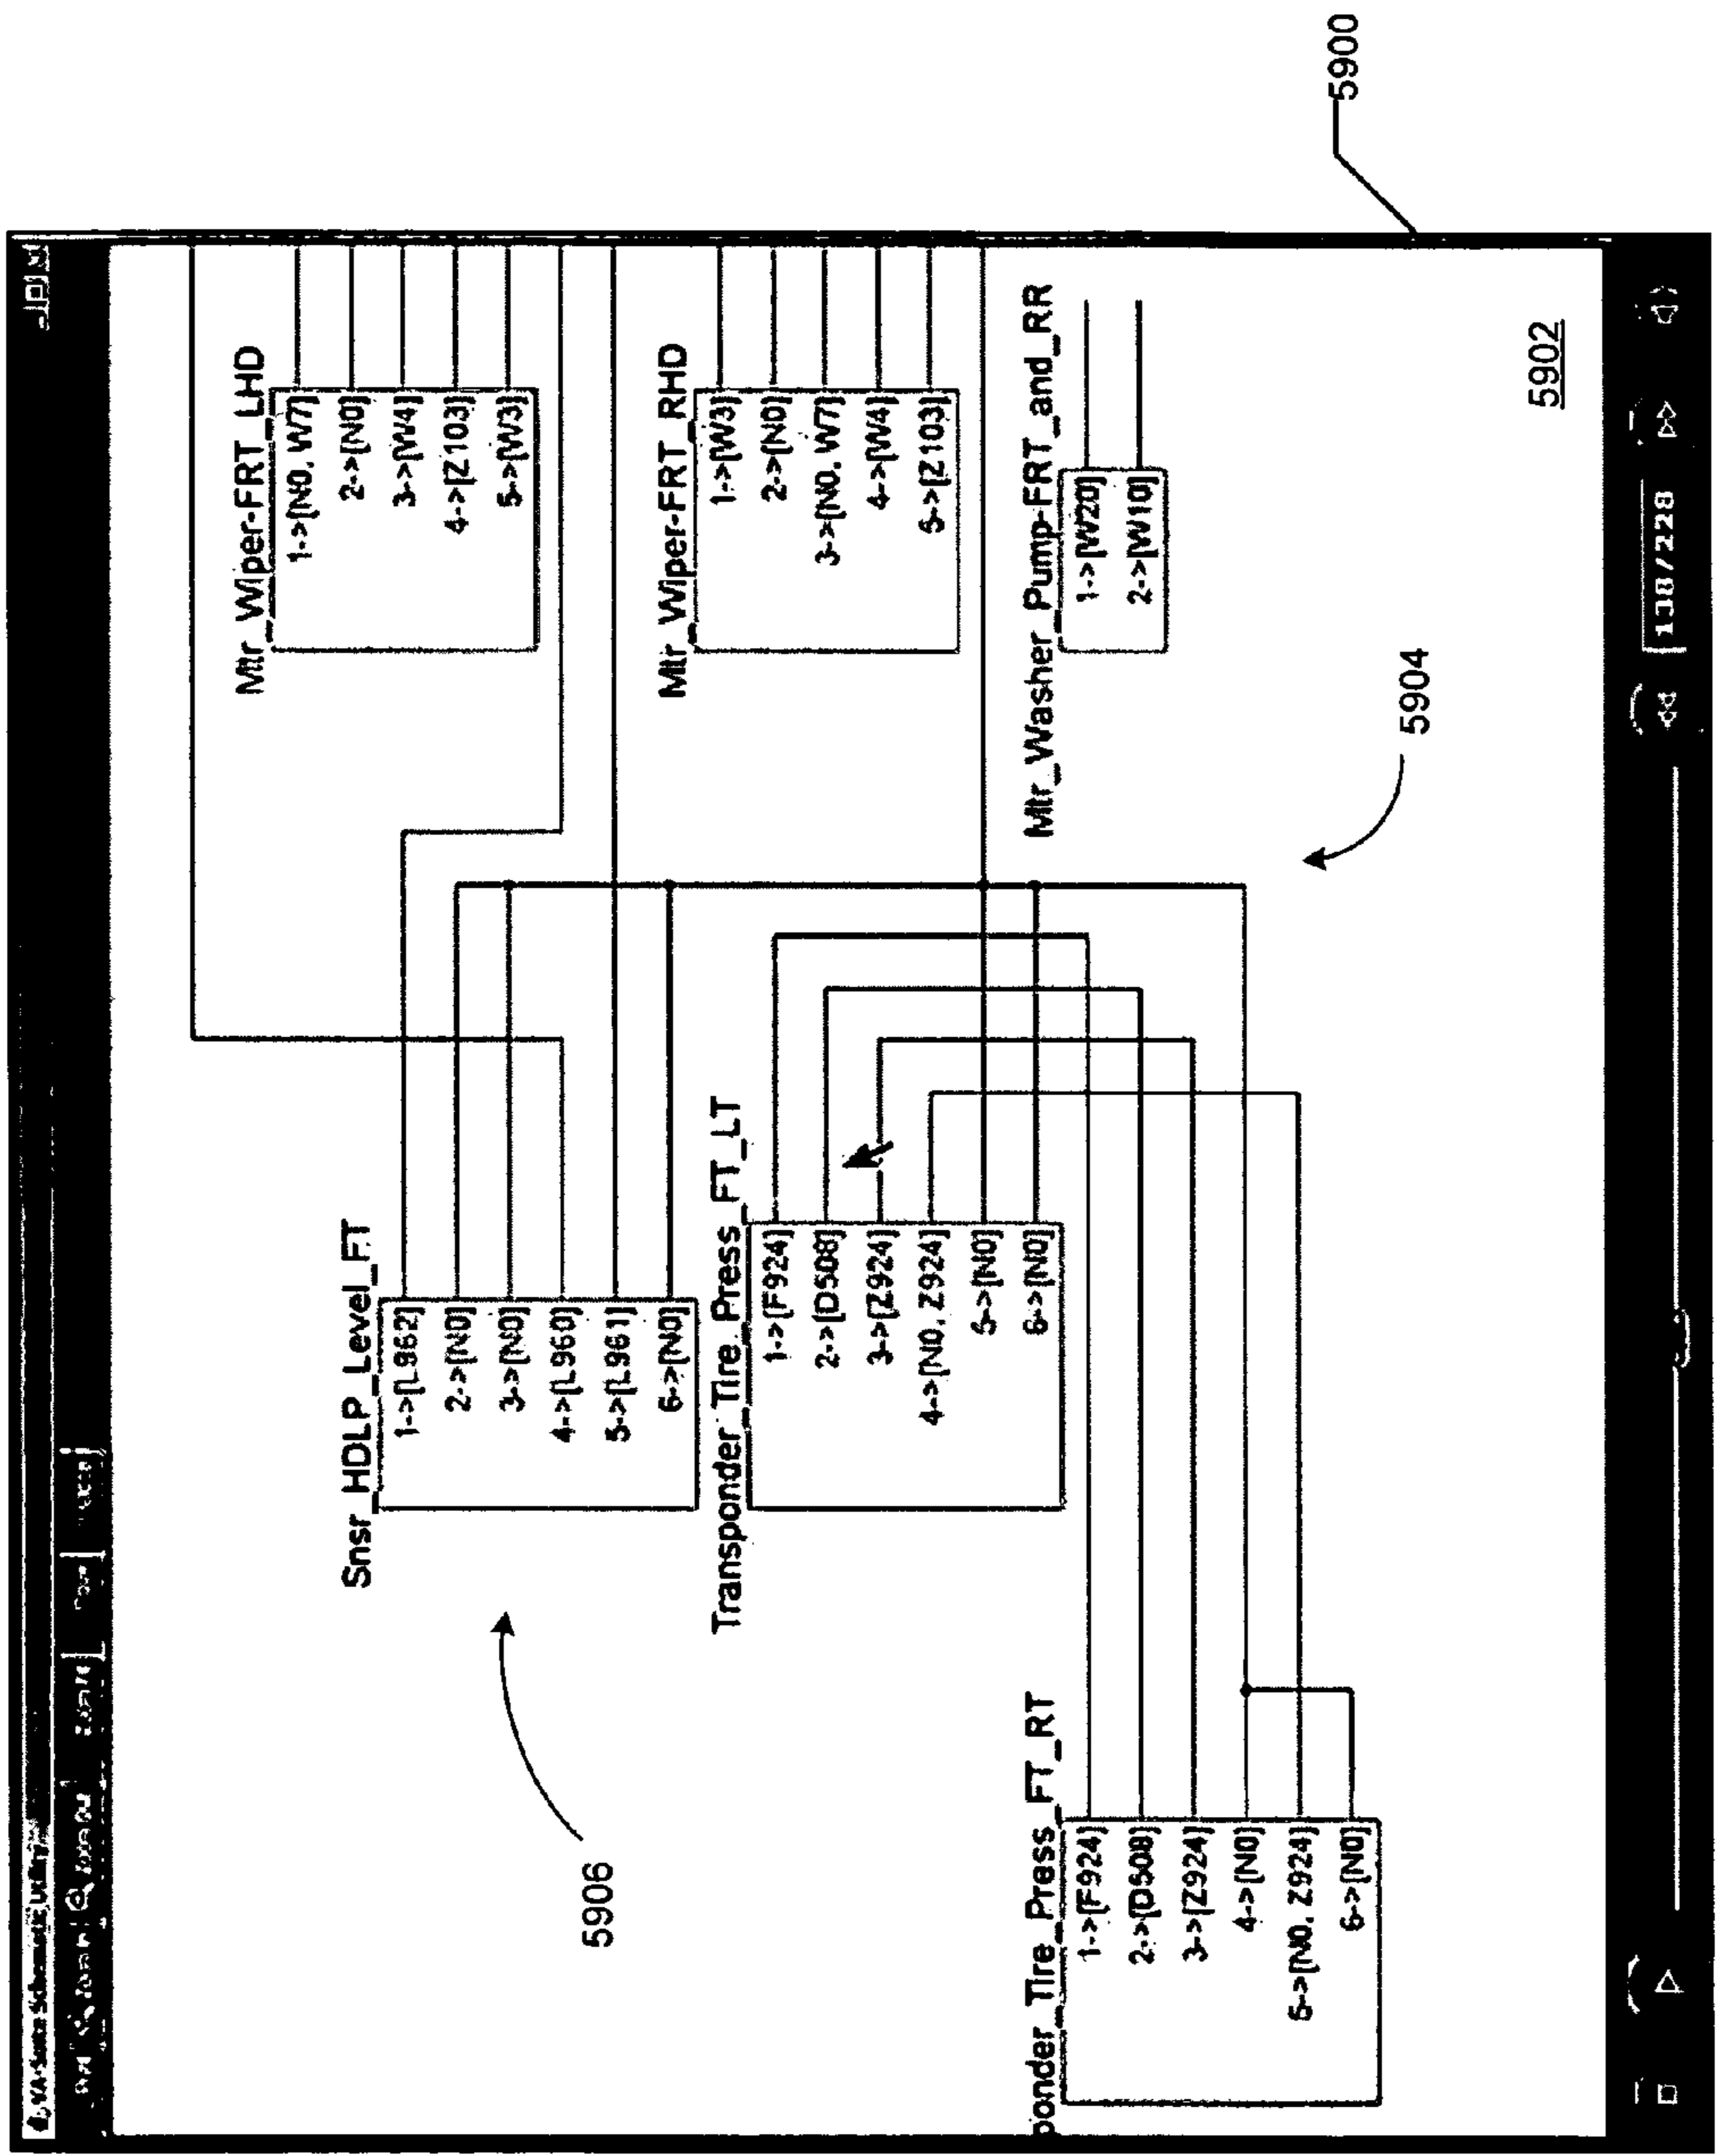 VA-Suite Schematic Utility
Mtr_Wiper-FRT_LHD
1->[N0, W7]
2->[N0]
3->[W4]
4->[Z103]
5->[W3]
Snsr_HDLP_Level_FT
1->[L962]
2->[N0]
3->[N0]
4->[L960]
5->[L961]
6->[N0]
Mtr_Wiper-FRT_RHD
1->[W3]
2->[N0]
3->[N0, W7]
4->[W4]
5->[Z103]
Transponder_Tire_Press_FT_LT
1->[F924]
2->[D508]
3->[Z924]
4->[N0, Z924]
5->[N0]
6->[N0]
Mtr_Washer_Pump-FRT_and_RR
1->[W20]
2->[W10]
ponder_Tire_Press_FT_RT
1->[F924]
2->[D508]
3->[Z924]
4->[N0]
5->[N0, Z924]
6->[N0]
5906
5904
5902
138/228
5900